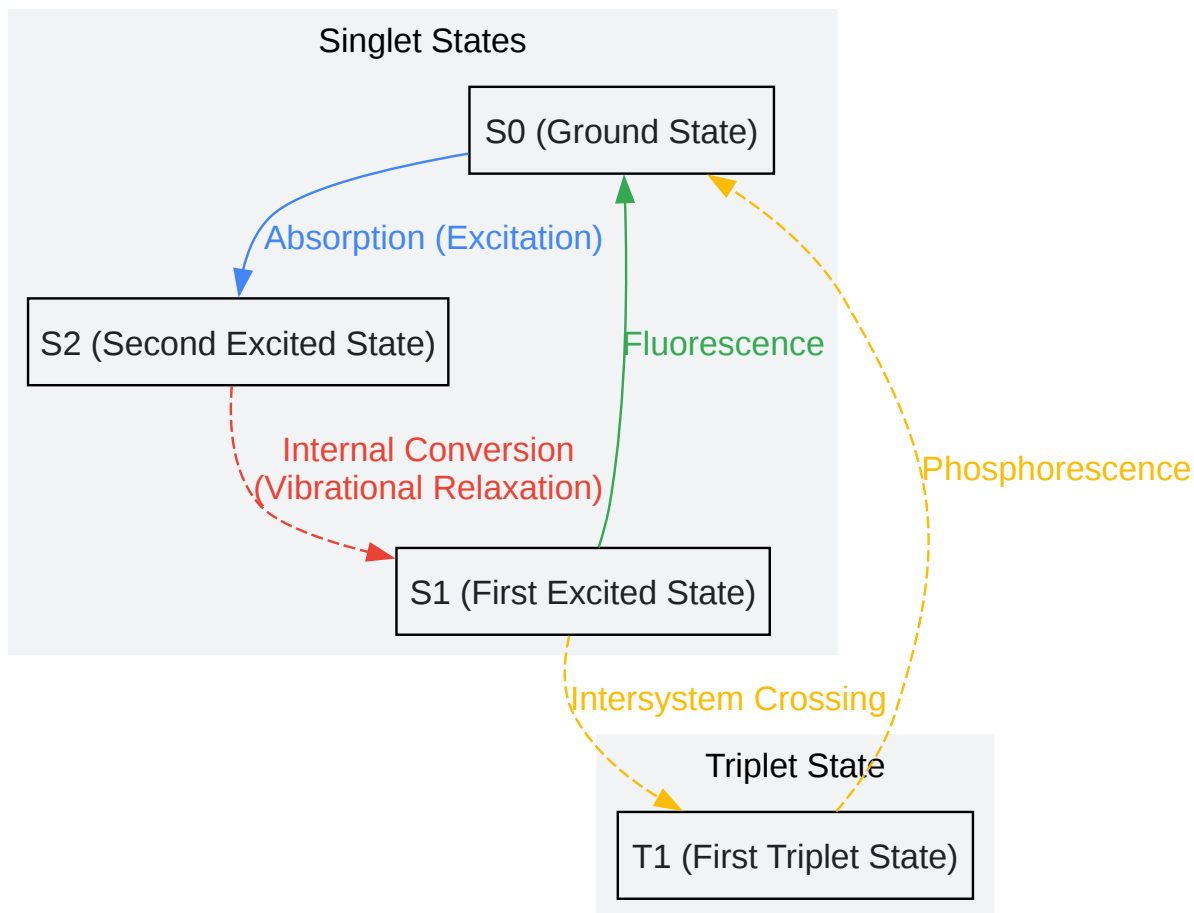 Singlet States
S0 (Ground State)
Absorption (Excitation)
S2 (Second Excited State)
Fluorescence
Internal Conversion
(Vibrational Relaxation)
Phosphorescence
S1 (First Excited State)
Intersystem Crossing
Triplet State
T1 (First Triplet State)